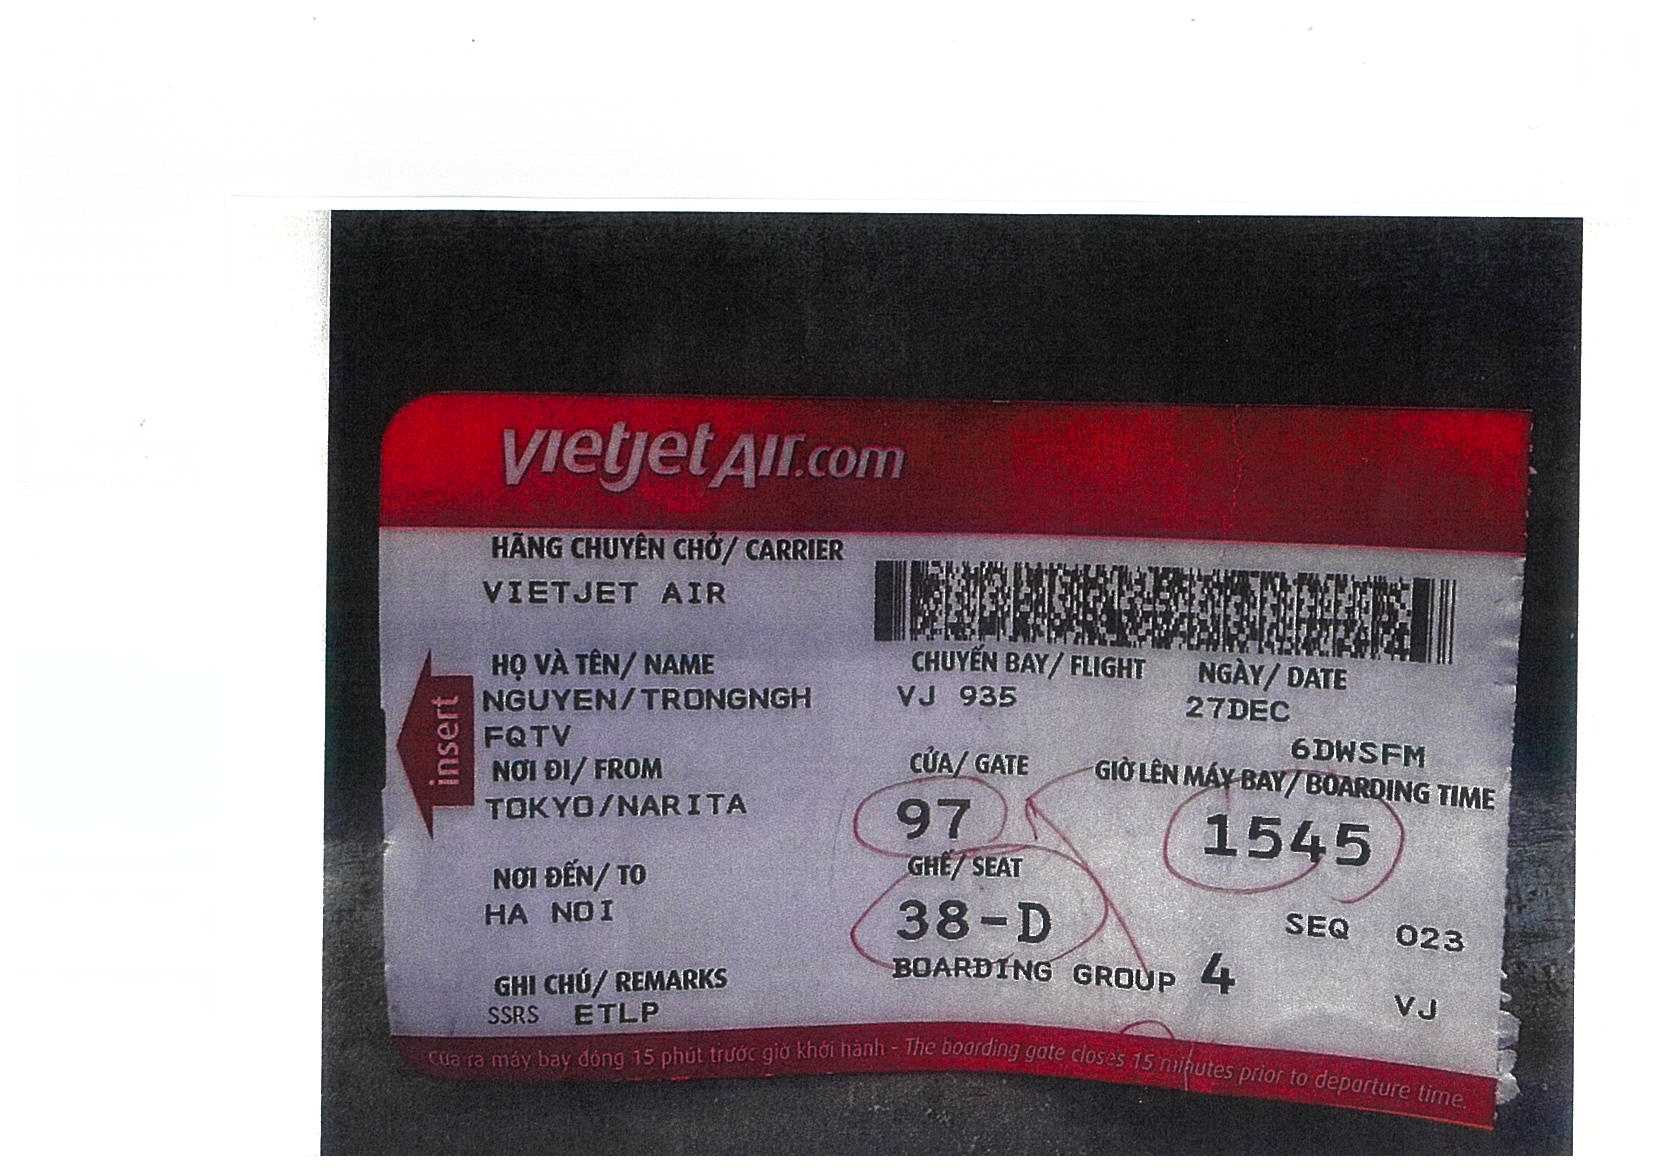 vietjet Air.com
HÃNG CHUYÊN CHỞ/ CARRIER
VIETJET AIR
HỌ VÀ TÊN/ NAME
NGUYEN/TRONGNGH
FQTV
NƠI ĐI/ FROM
TOKYO/NARITA
NƠI ĐẾN/ TO
HA NOI
GHI CHÚ/ REMARKS
SSRS ETLP
insert
CHUYẾN BAY/ FLIGHT
VJ 935
NGÀY/ DATE
27DEC
6DWSFM
CỬA/ GATE
97
GIỜ LÊN MÁY BAY/ BOARDING TIME
1545
GHẾ/ SEAT
38-D
SEQ 023
BOARDING GROUP 4
VJ
Cửa ra máy bay đóng 15 phút trước giờ khởi hành - The boarding gate closes 15 minutes prior to departure time.